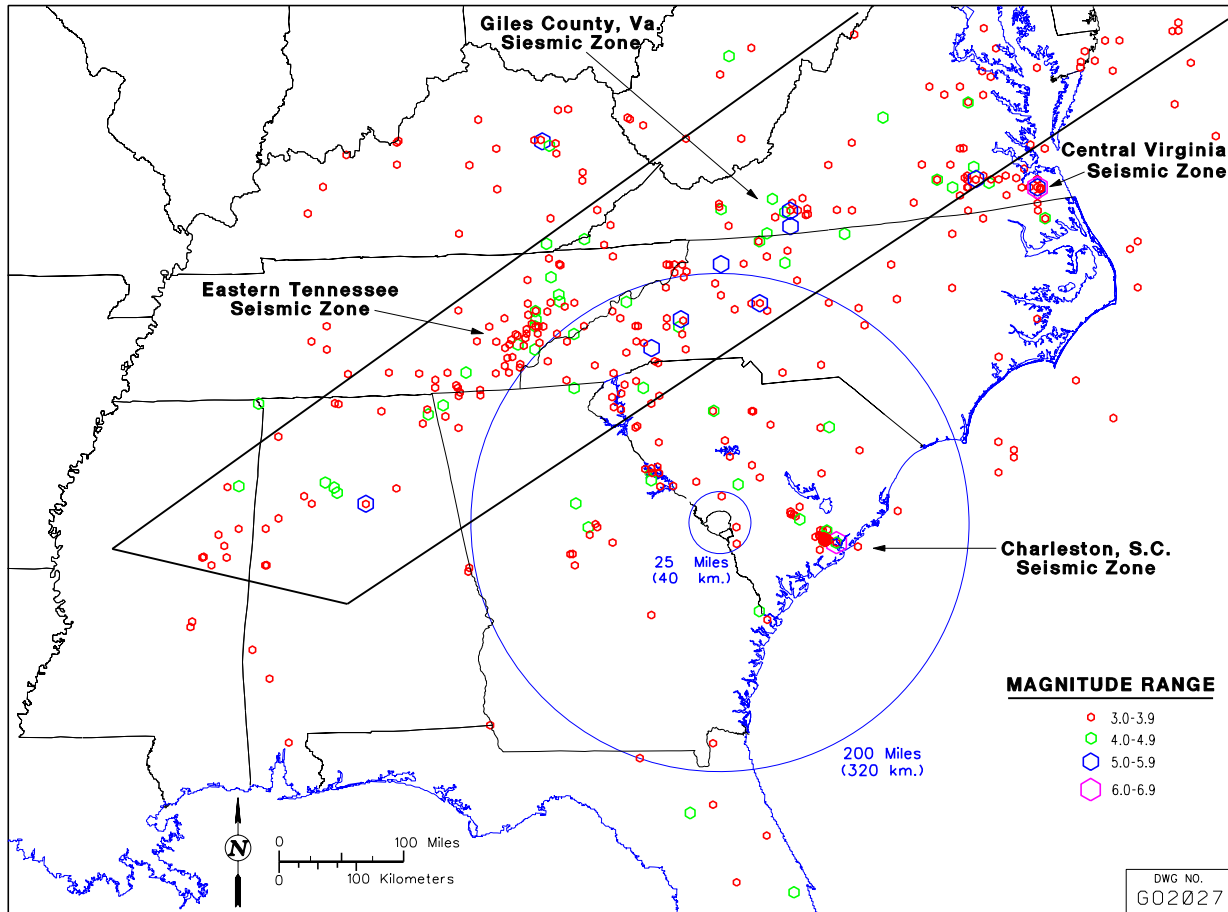 Giles County, Va.
Siesmic Zone
Central Virginia
Seismic Zone
Eastern Tennessee
Seismic Zone
25 Miles
(40 km.)
Charleston, S.C.
Seismic Zone
200 Miles
(320 km.)
MAGNITUDE RANGE
3.0-3.9
4.0-4.9
5.0-5.9
6.0-6.9
N
0 100 Miles
0 100 Kilometers
DWG NO.
GO2027